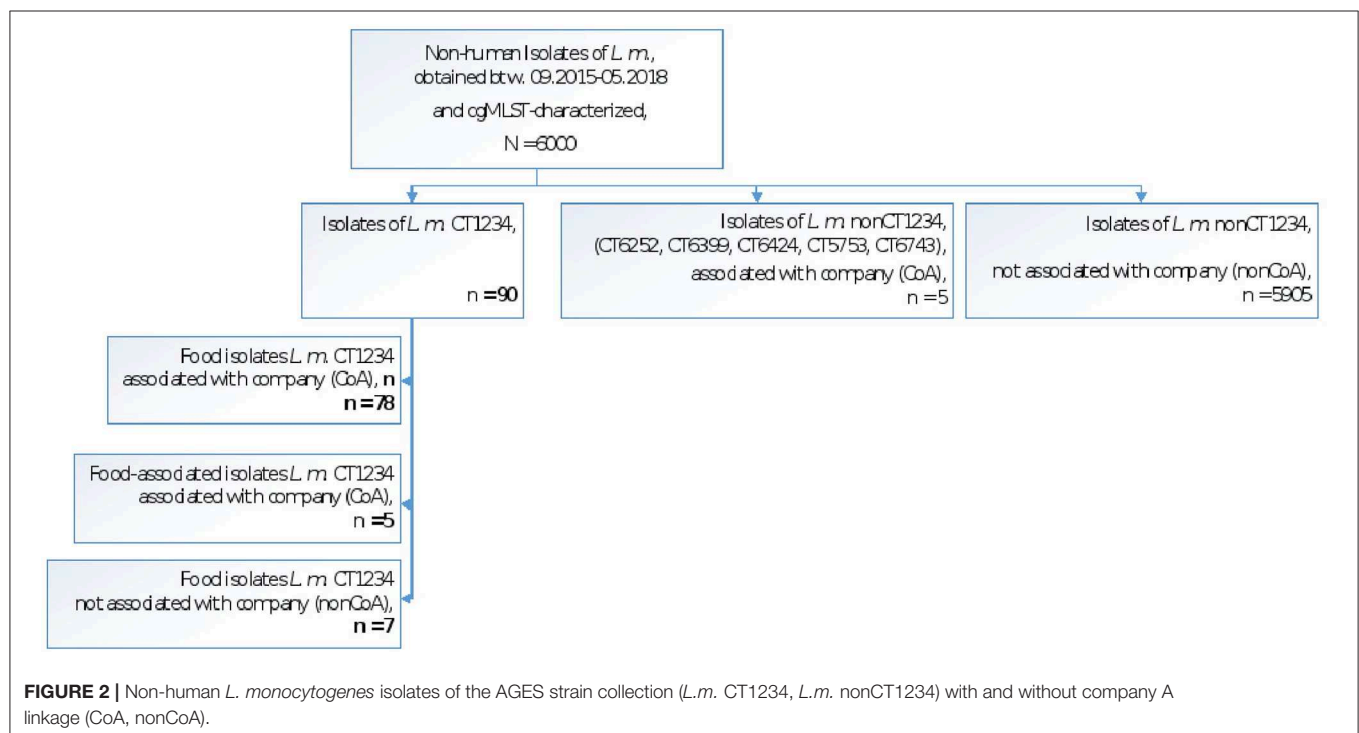 Non-human Isolates of L. m.,
obtained btw. 09.2015-05.2018
and cgMLST-characterized,
N =6000
Isolates of L. m. CT1234,
n =90
Isolates of L. m. nonCT1234,
(CT6252, CT6399, CT6424, CT5753, CT6743),
associated with company (CoA),
n = 5
Isolates of L. m. nonCT1234,
not associated with company (nonCoA),
n = 5905
Food isolates L. m. CT1234
associated with company (CoA), n
n =78
Food-associated isolates L. m. CT1234
associated with company (CoA),
n =5
Food isolates L. m. CT1234
not associated with company (nonCoA),
n =7
FIGURE 2 | Non-human L. monocytogenes isolates of the AGES strain collection (L.m. CT1234, L.m. nonCT1234) with and without company A
linkage (CoA, nonCoA).